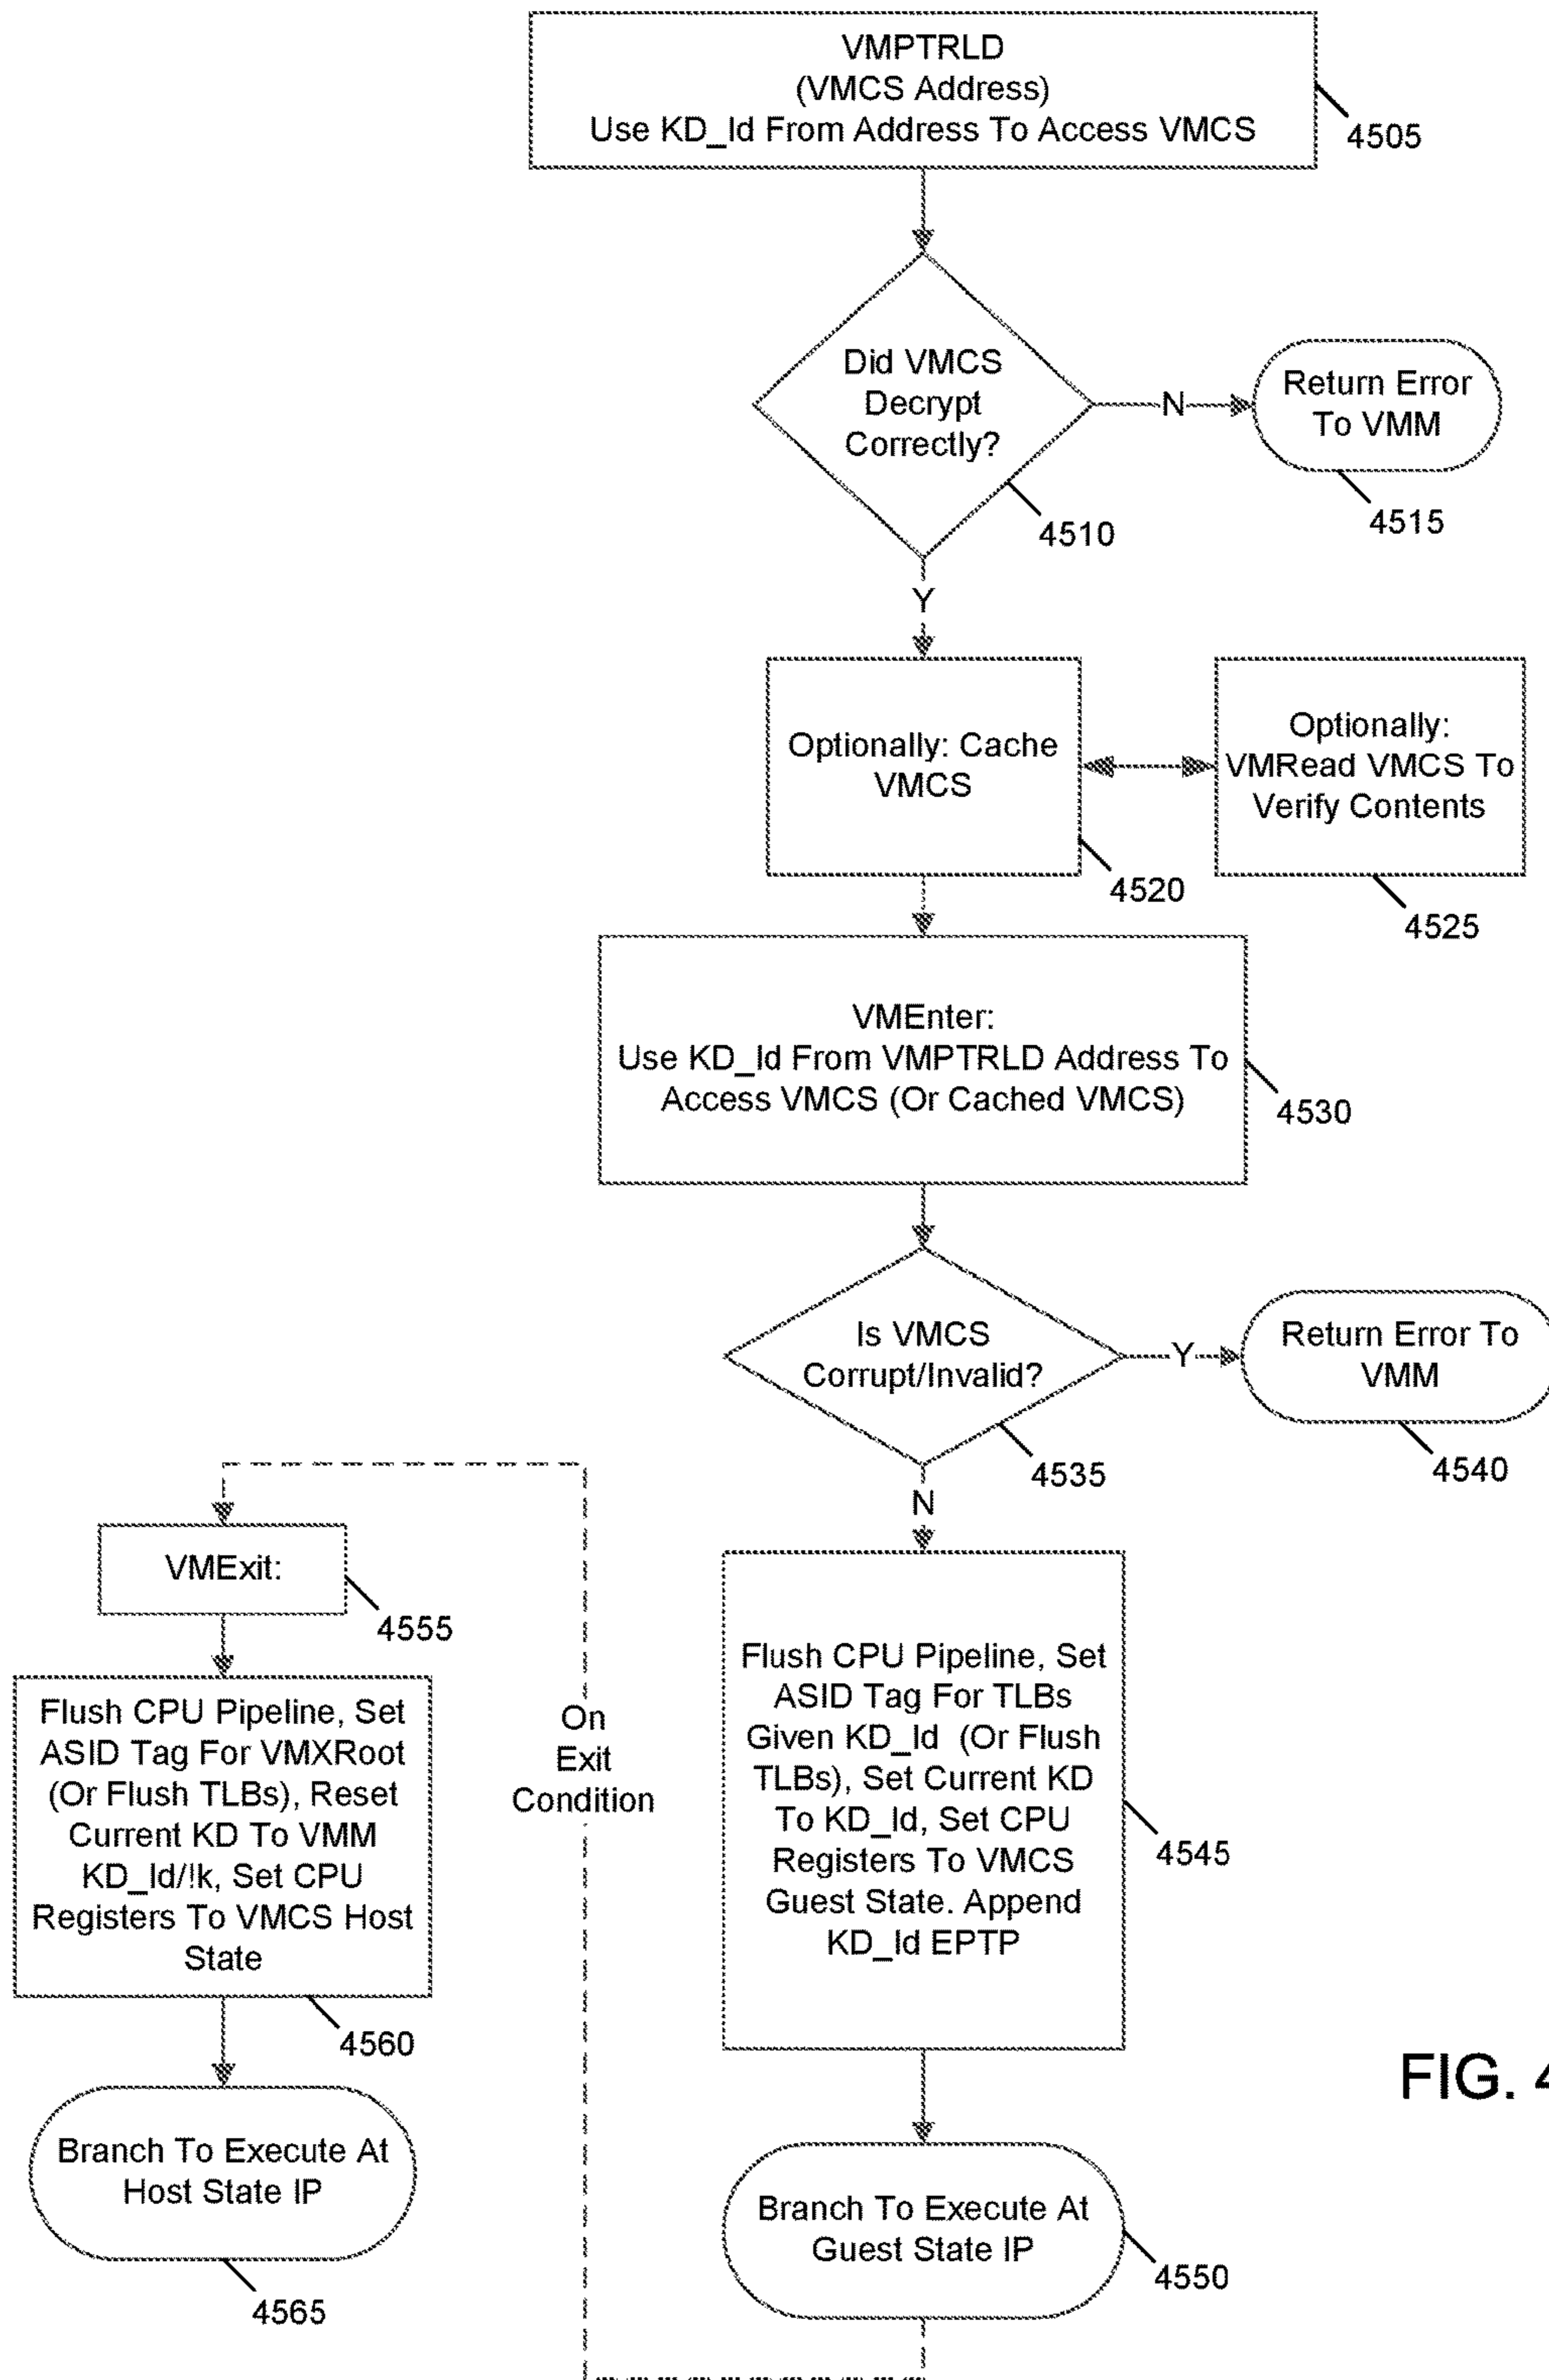 VMPTRLD
(VMCS Address)
Use KD_Id From Address To Access VMCS
4505
Did VMCS
Decrypt
Correctly?
4510
N
Return Error
To VMM
4515
Y
Optionally: Cache
VMCS
4520
Optionally:
VMRead VMCS To
Verify Contents
4525
VMEnter:
Use KD_Id From VMPTRLD Address To
Access VMCS (Or Cached VMCS)
4530
Is VMCS
Corrupt/Invalid?
4535
Y
Return Error To
VMM
4540
N
Flush CPU Pipeline, Set
ASID Tag For TLBs
Given KD_Id (Or Flush
TLBs), Set Current KD
To KD_Id, Set CPU
Registers To VMCS
Guest State. Append
KD_Id EPTP
4545
Branch To Execute At
Guest State IP
4550
On
Exit
Condition
VMExit:
4555
Flush CPU Pipeline, Set
ASID Tag For VMXRoot
(Or Flush TLBs), Reset
Current KD To VMM
KD_Id/!k, Set CPU
Registers To VMCS Host
State
4560
Branch To Execute At
Host State IP
4565
FIG. 4